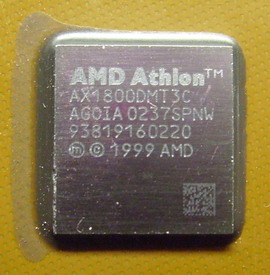 AMD Athlon™
AX1800DMT3C
AGOIA 0237SPNW
93819160220
ⓜ © 1999 AMD